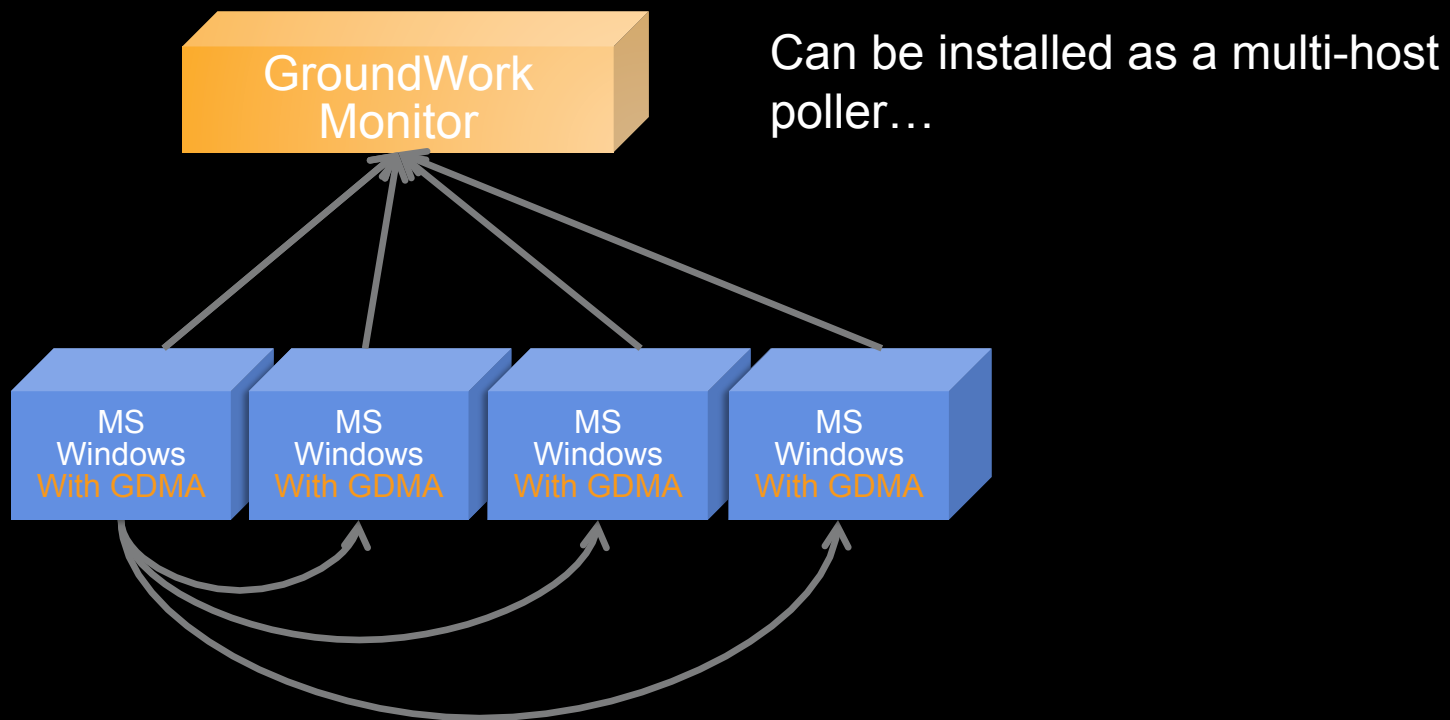 GroundWork
Monitor
Can be installed as a multi-host
poller…
MS
Windows
With GDMA
MS
Windows
With GDMA
MS
Windows
With GDMA
MS
Windows
With GDMA